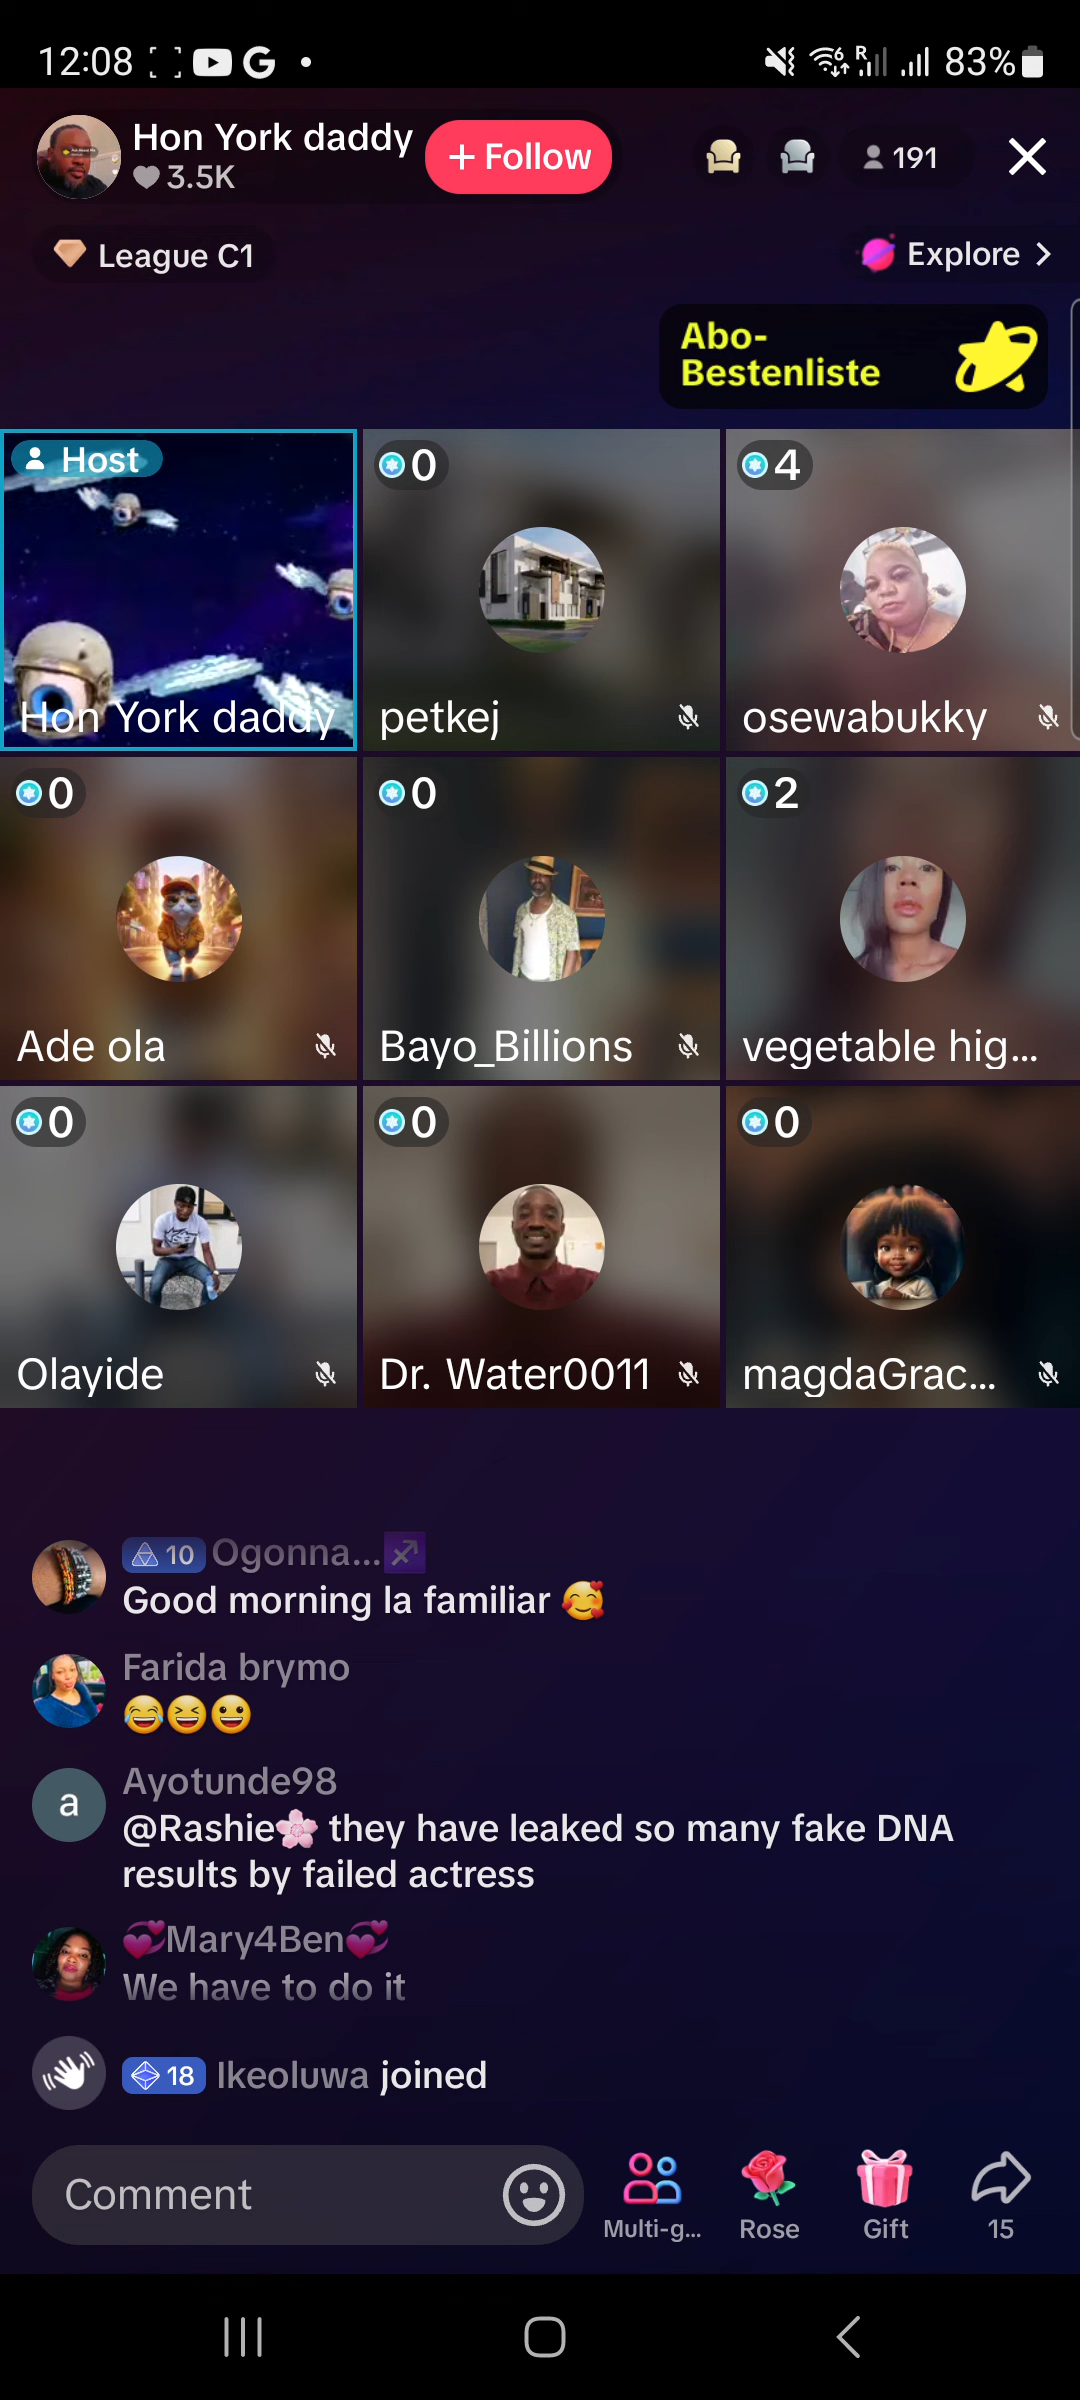 12:08
83%
Hon York daddy
3.5K
+ Follow
191
League C1
Explore
Abo-
Bestenliste
Host
Hon York daddy
0
petkej
4
osewabukky
0
Ade ola
0
Bayo_Billions
2
vegetable hig...
0
Olayide
0
Dr. Water0011
0
magdaGrac...
10 Ogonna...♐
Good morning la familiar 🥰
Farida brymo
😂😆😀
a
Ayotunde98
@Rashie🌸 they have leaked so many fake DNA
results by failed actress
💞Mary4Ben💞
We have to do it
18 Ikeoluwa joined
Comment
Multi-g...
Rose
Gift
15